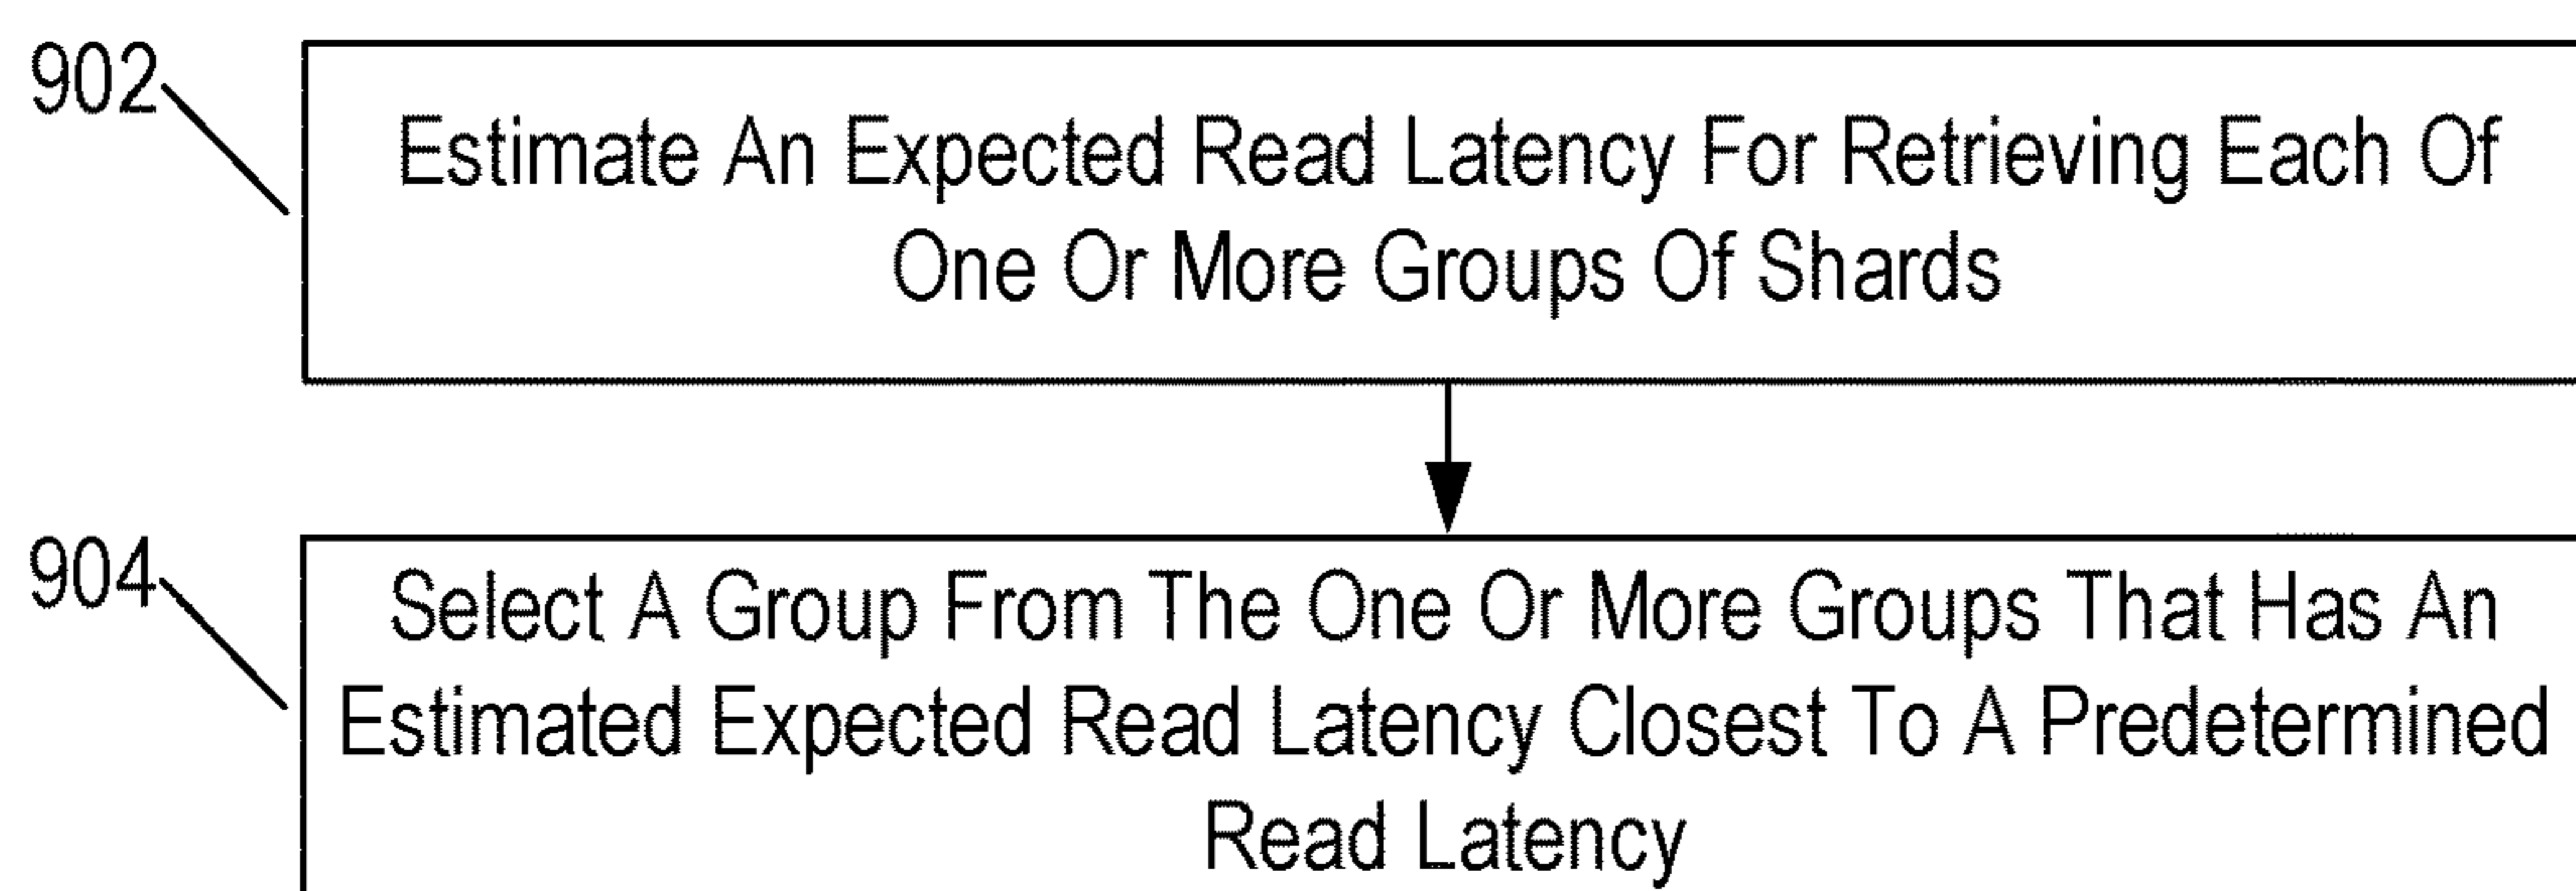 902
Estimate An Expected Read Latency For Retrieving Each Of
One Or More Groups Of Shards
904
Select A Group From The One Or More Groups That Has An
Estimated Expected Read Latency Closest To A Predetermined
Read Latency